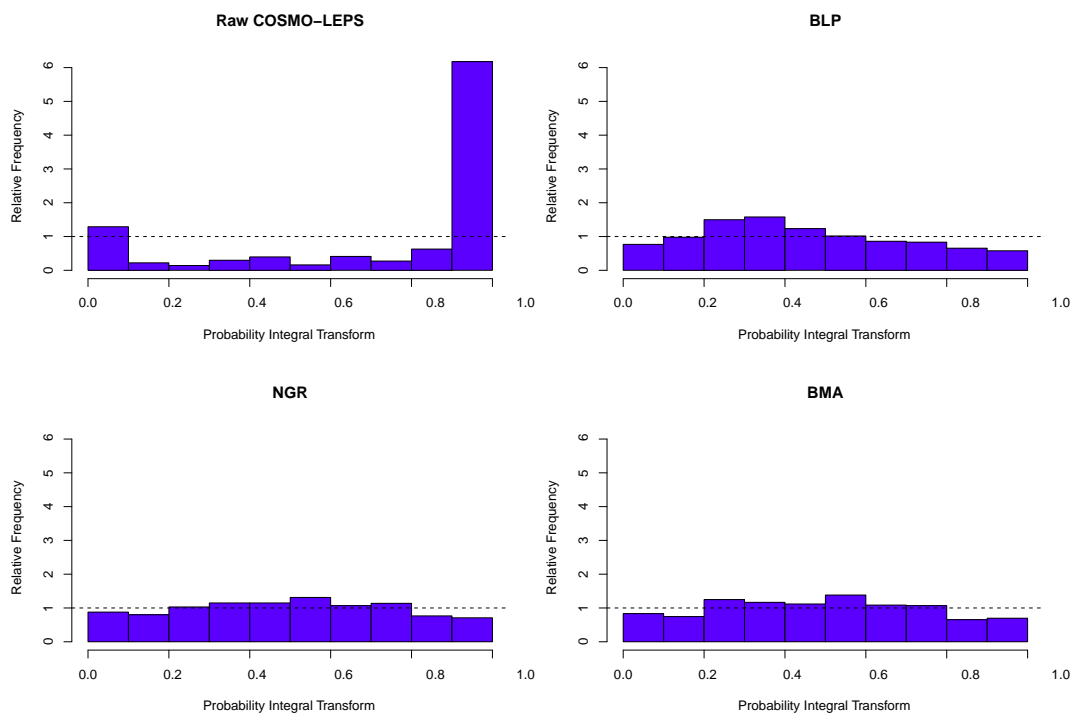 Raw COSMO−LEPS
Relative Frequency
0 1 2 3 4 5 6
0.0 0.2 0.4 0.6 0.8 1.0
Probability Integral Transform
BLP
Relative Frequency
0 1 2 3 4 5 6
0.0 0.2 0.4 0.6 0.8 1.0
Probability Integral Transform
NGR
Relative Frequency
0 1 2 3 4 5 6
0.0 0.2 0.4 0.6 0.8 1.0
Probability Integral Transform
BMA
Relative Frequency
0 1 2 3 4 5 6
0.0 0.2 0.4 0.6 0.8 1.0
Probability Integral Transform